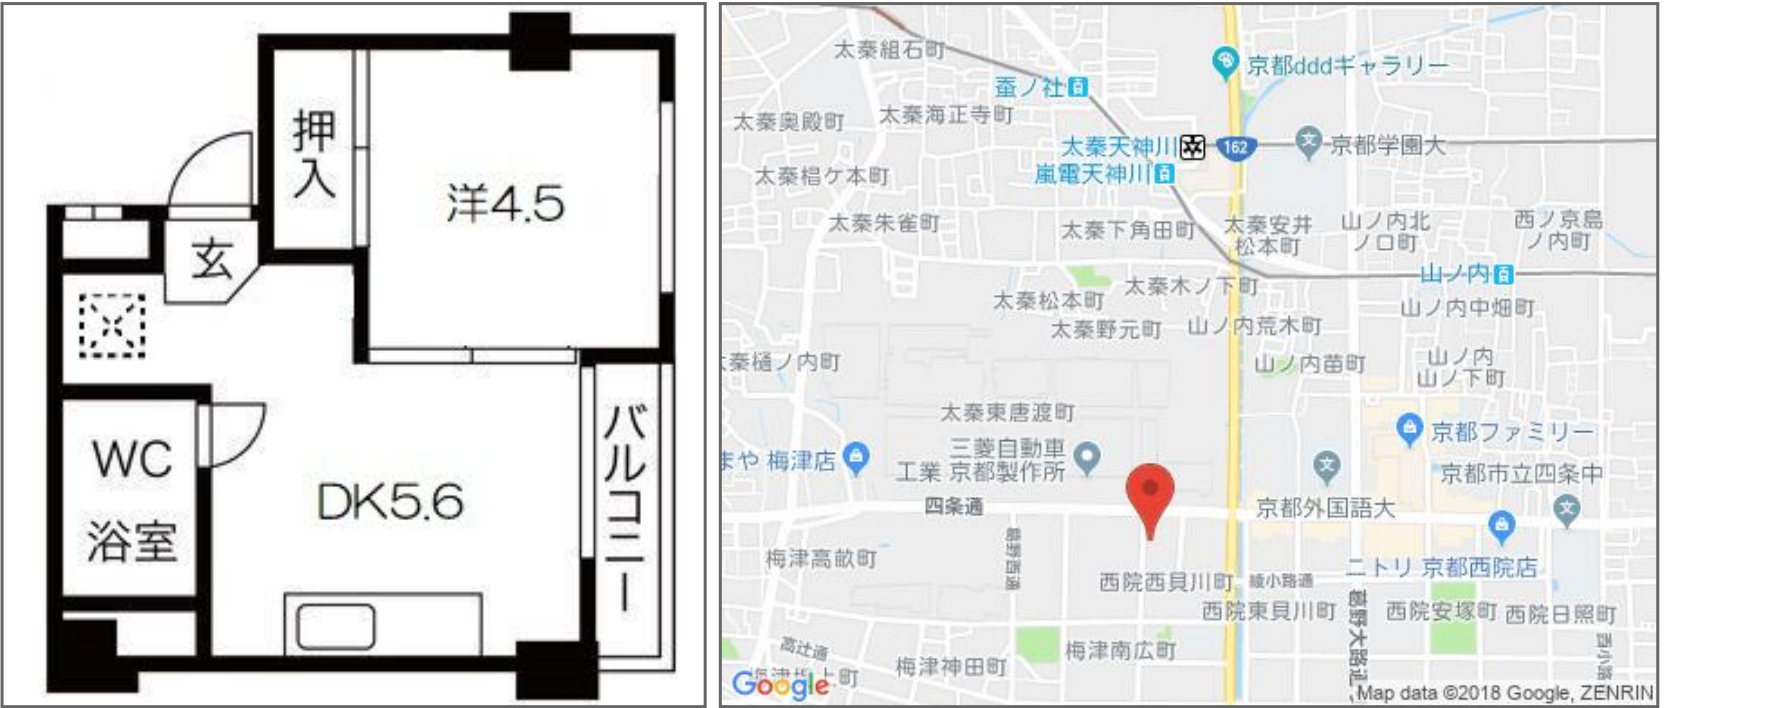 押入
洋4.5
玄
WC
浴室
DK5.6
バルコニー
太秦組石町
京都dddギャラリー
蚕ノ社
太秦奥殿町
太秦海正寺町
太秦天神川
162
京都学園大
嵐電天神川
太秦椙ケ本町
太秦朱雀町
太秦下角田町
太秦安井
松本町
山ノ内北
ノ口町
西ノ京島
ノ内町
山ノ内
太秦木ノ下町
太秦松本町
山ノ内中畑町
太秦野元町
山ノ内荒木町
秦樋ノ内町
山ノ内苗町
山ノ内
山ノ下町
太秦東唐渡町
京都ファミリー
三菱自動車
工業 京都製作所
まや 梅津店
京都市立四条中
四条通
京都外国語大
梅津高畝町
葛野西通
ニトリ 京都西院店
西院西貝川町
綾小路通
西院東貝川町
葛野大路通
西院安塚町
西院日照町
高辻通
梅津南広町
西小路
梅津神田町
Google
Map data ©2018 Google, ZENRIN